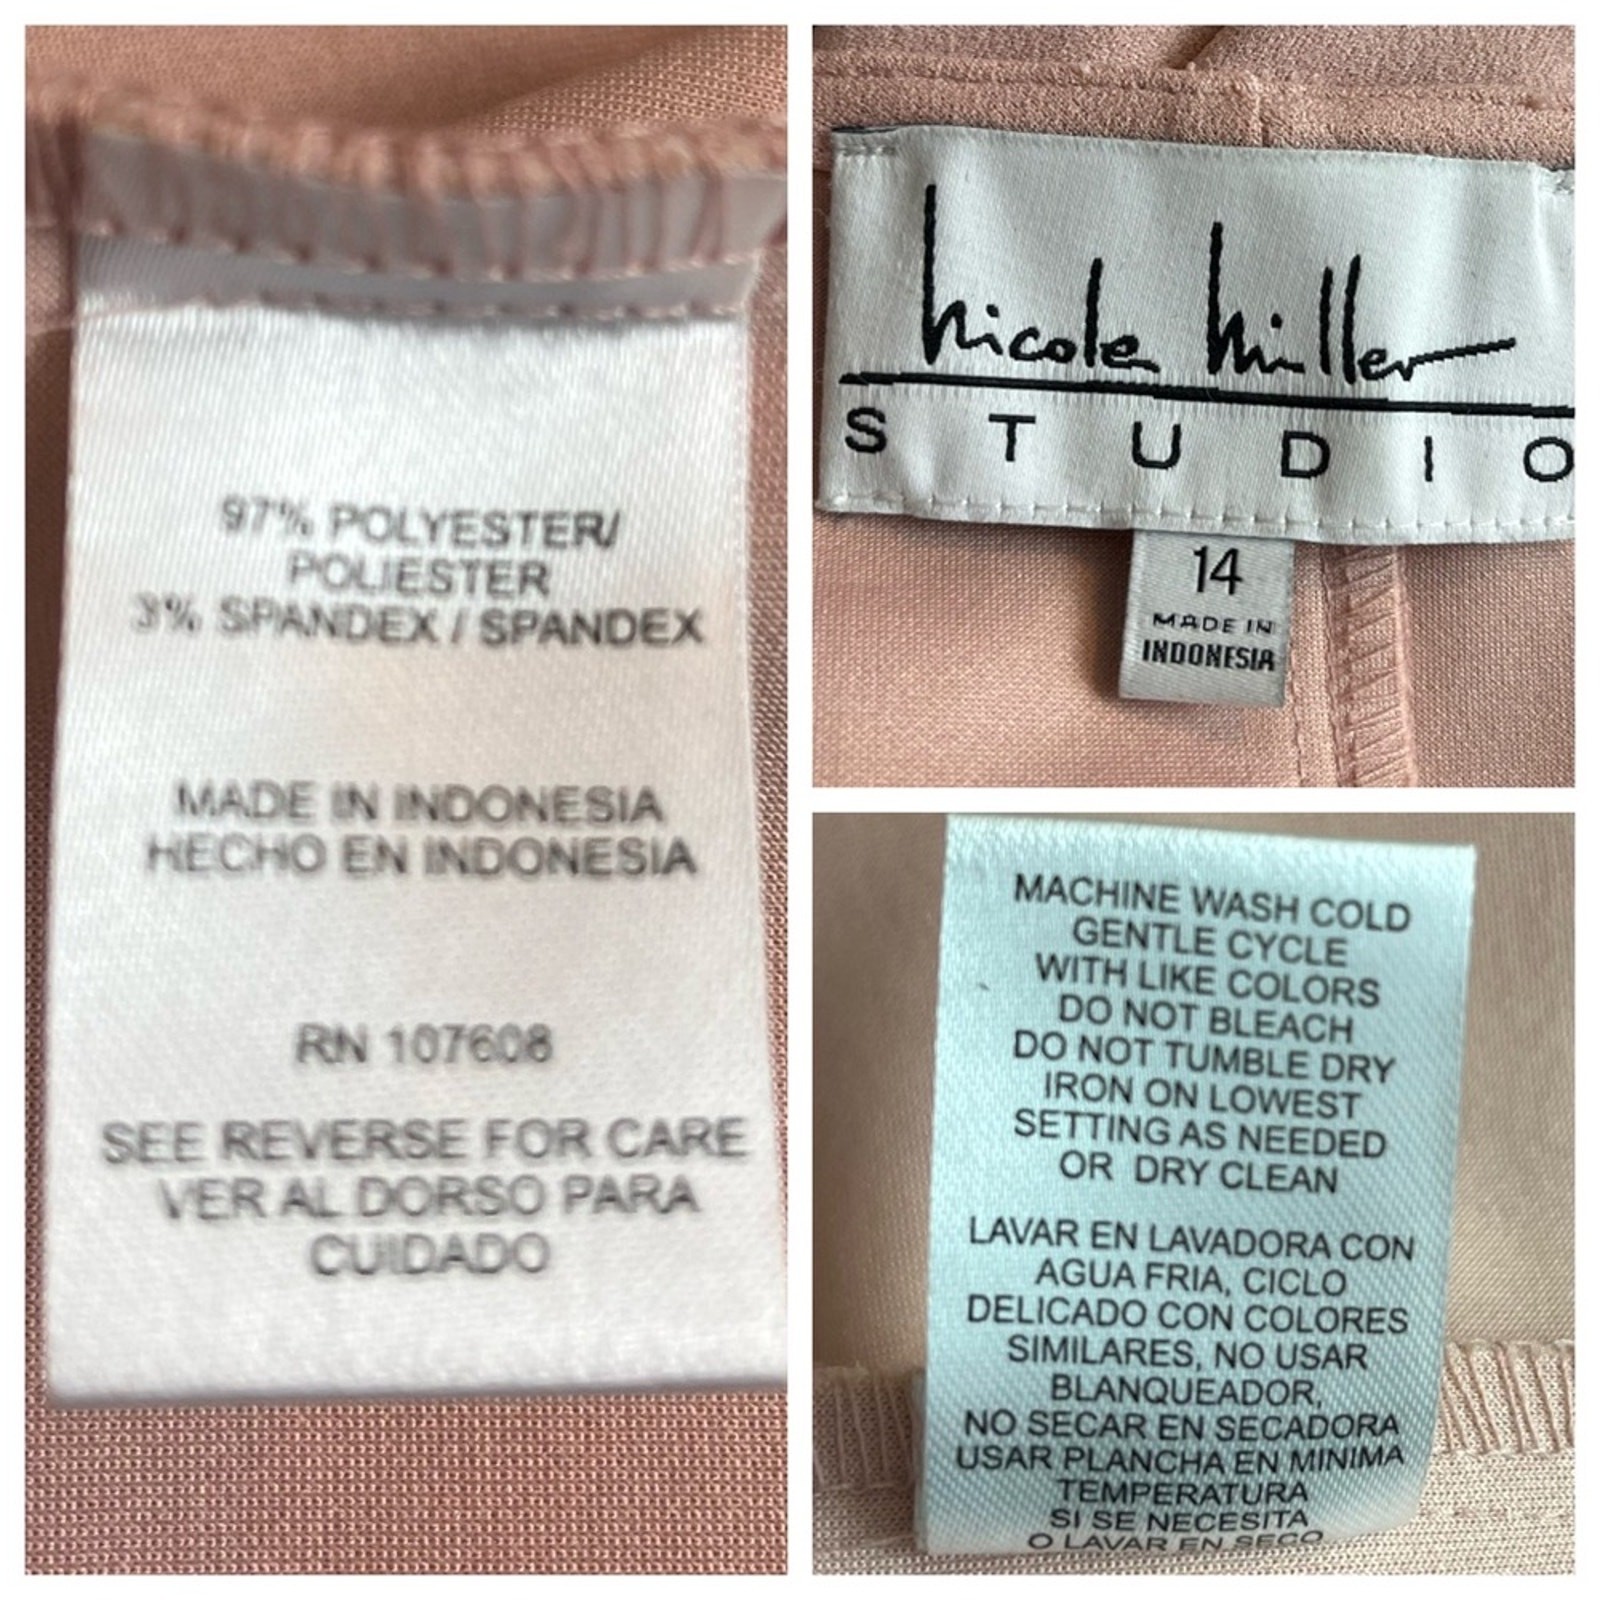 97% POLYESTER/
POLIESTER
3% SPANDEX / SPANDEX
MADE IN INDONESIA
HECHO EN INDONESIA
RN 107608
SEE REVERSE FOR CARE
VER AL DORSO PARA
CUIDADO
nicole miller
STUDIO
14
MADE IN
INDONESIA
MACHINE WASH COLD
GENTLE CYCLE
WITH LIKE COLORS
DO NOT BLEACH
DO NOT TUMBLE DRY
IRON ON LOWEST
SETTING AS NEEDED
OR DRY CLEAN
LAVAR EN LAVADORA CON
AGUA FRIA, CICLO
DELICADO CON COLORES
SIMILARES, NO USAR
BLANQUEADOR,
NO SECAR EN SECADORA
USAR PLANCHA EN MINIMA
TEMPERATURA
SI SE NECESITA
O LAVAR EN SECO